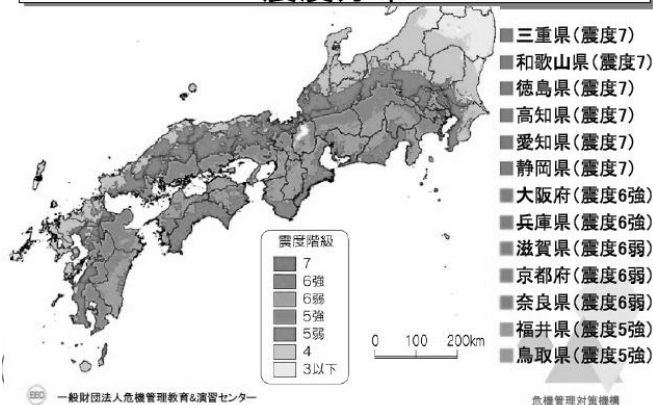 三重県(震度7)
和歌山県(震度7)
徳島県(震度7)
高知県(震度7)
愛知県(震度7)
静岡県(震度7)
大阪府(震度6強)
兵庫県(震度6強)
滋賀県(震度6弱)
京都府(震度6弱)
奈良県(震度6弱)
福井県(震度5強)
鳥取県(震度5強)
震度階級
7
6強
6弱
5強
5弱
4
3以下
0 100 200km
一般財団法人危機管理教育&演習センター
危機管理対策機構